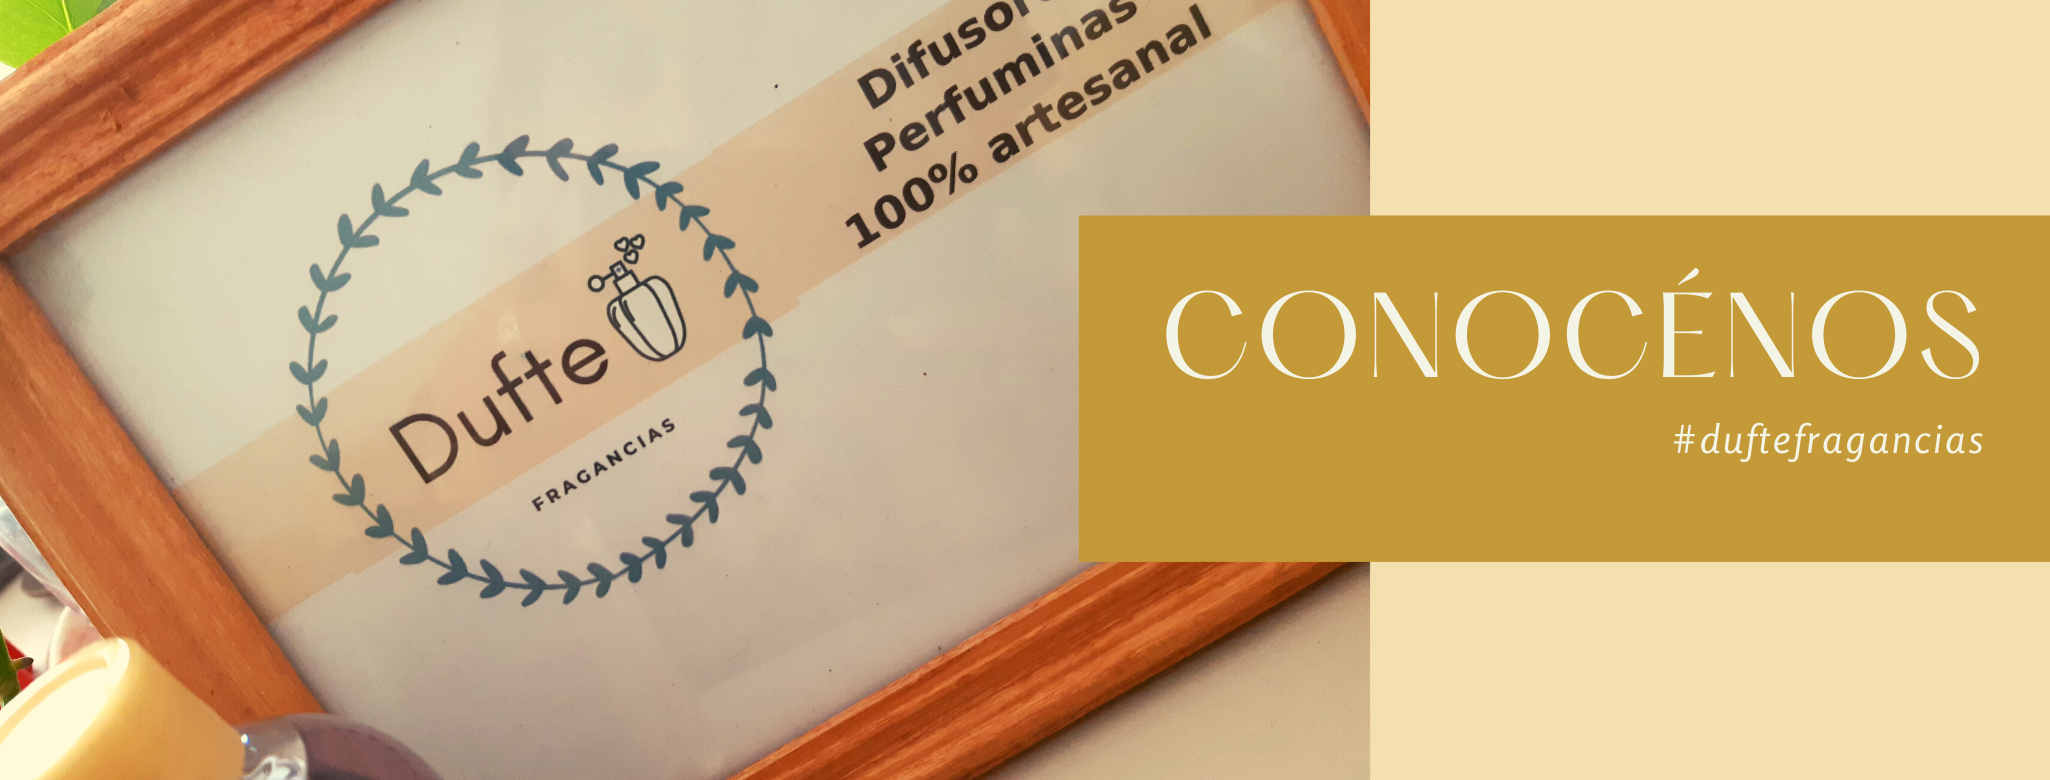 Perfuminas
100% artesanal
Dufte
FRAGANCIAS
CONOCÉNOS
#duftefragancias